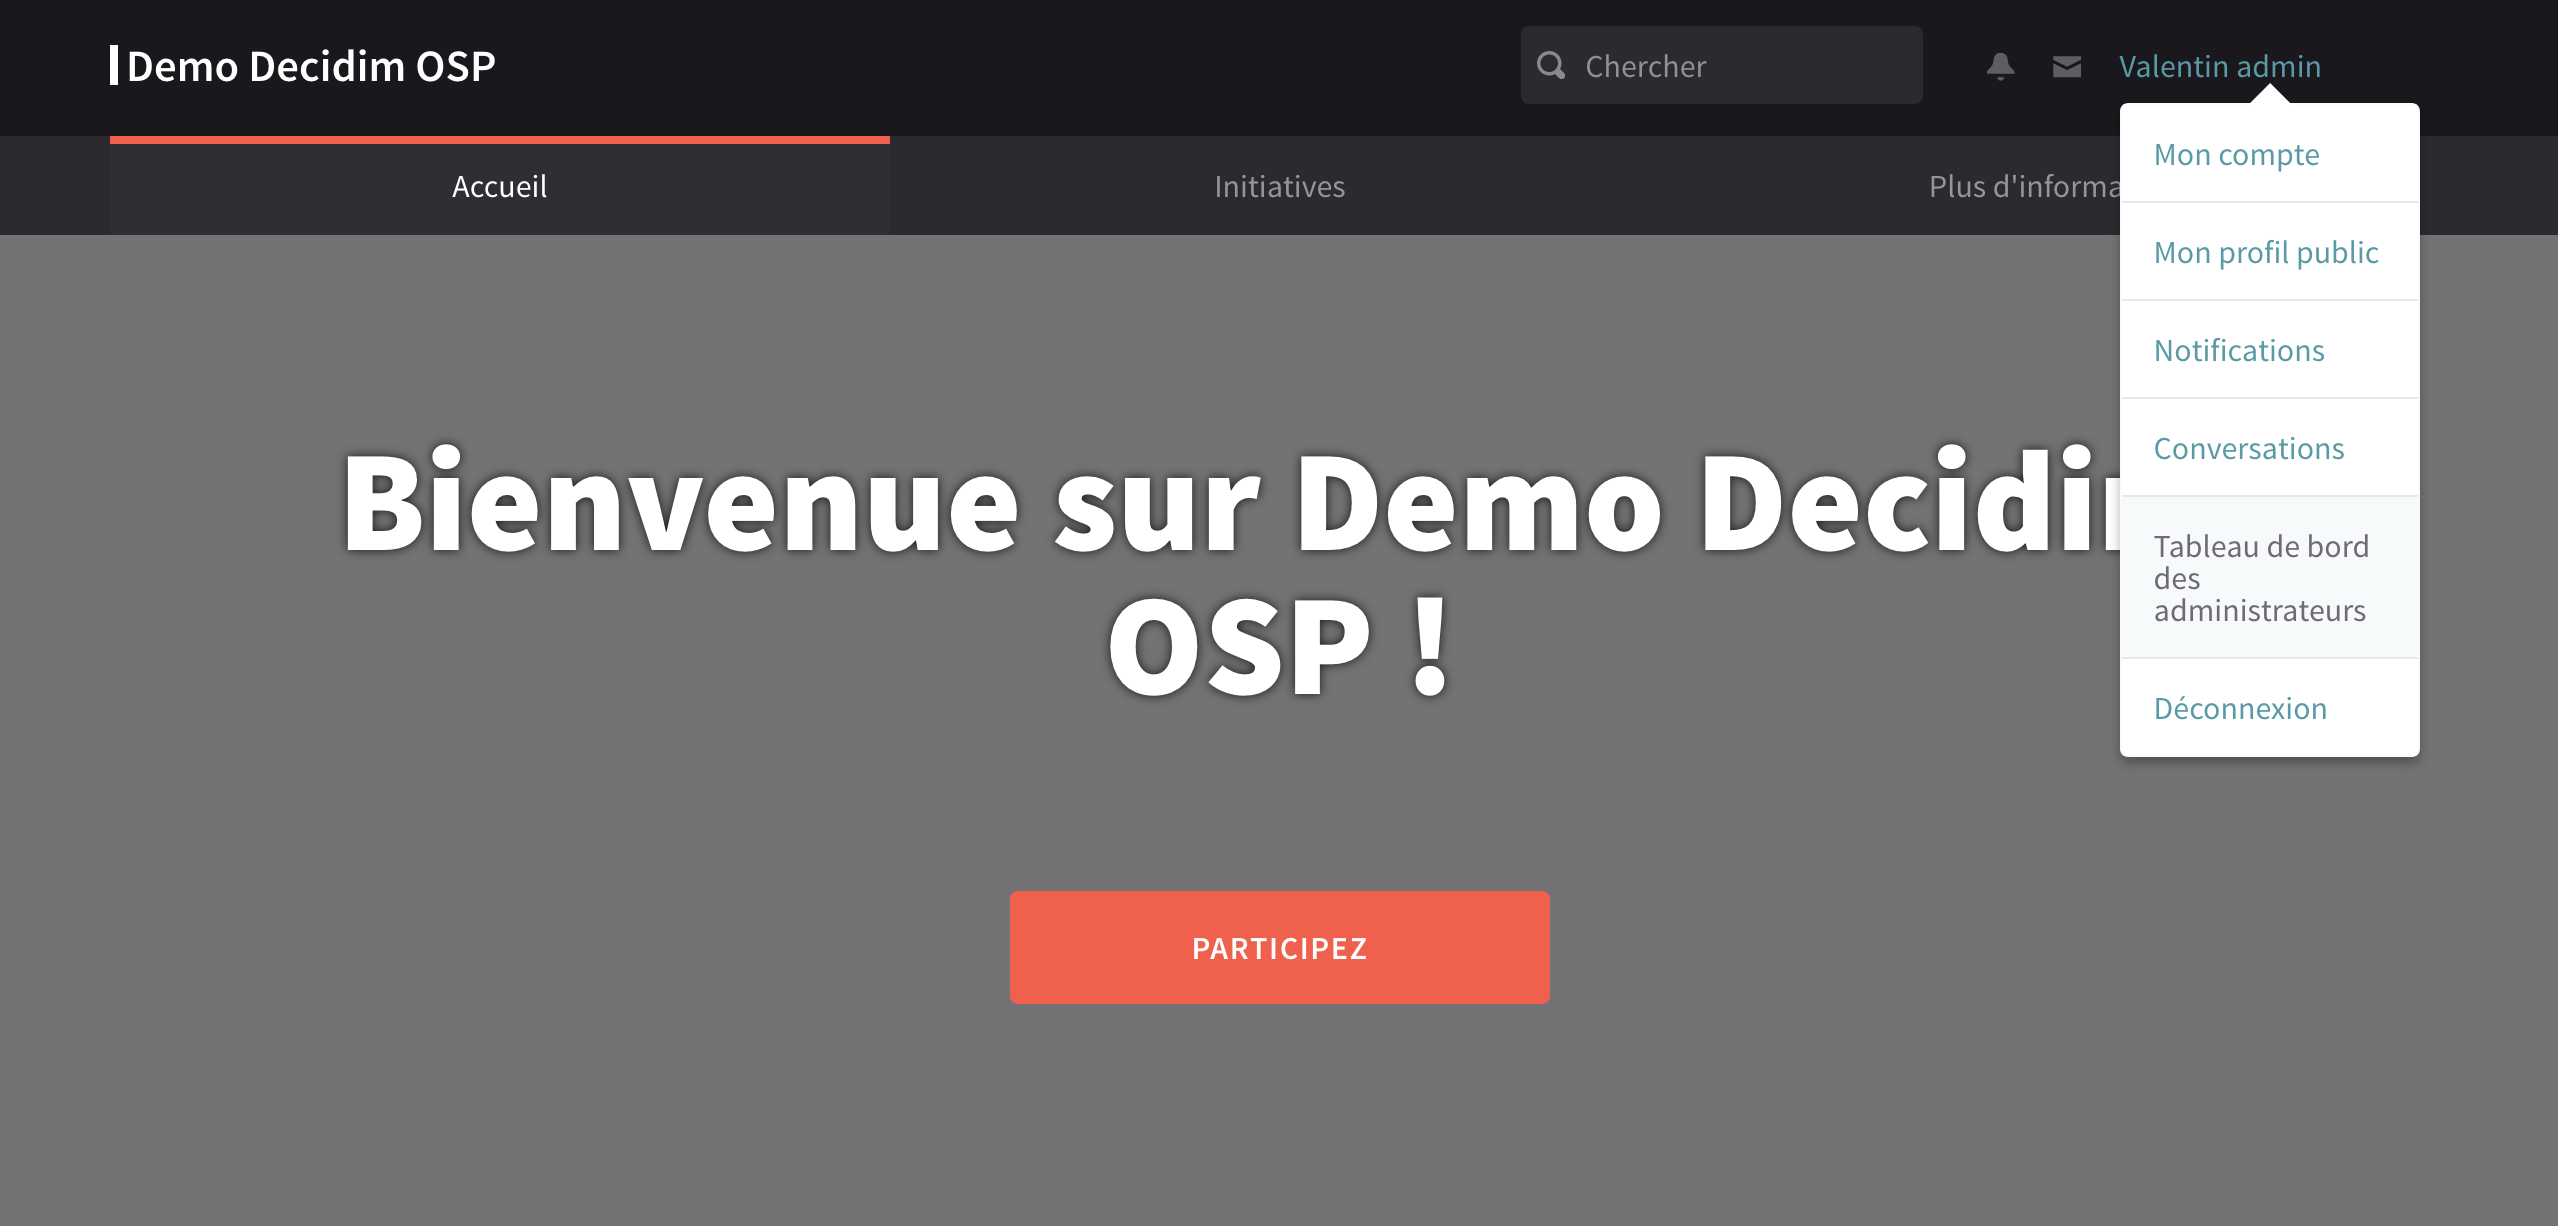 Demo Decidim OSP
Chercher
Valentin admin
Accueil
Initiatives
Plus d'informa
Mon compte
Mon profil public
Notifications
Conversations
Tableau de bord
des
administrateurs
Déconnexion
Bienvenue sur Demo Decidi
OSP !
PARTICIPEZ